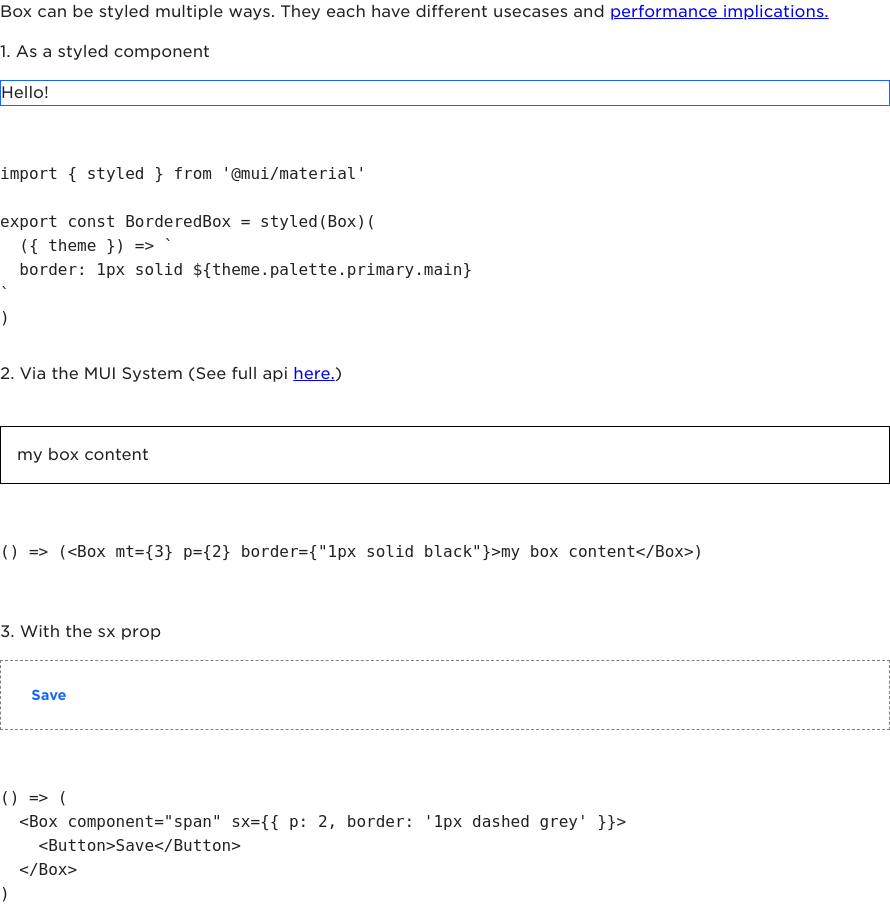 Box can be styled multiple ways. They each have different usecases and performance implications.
1. As a styled component
Hello!
import { styled } from '@mui/material'
export const BorderedBox = styled(Box)(
  ({ theme }) => `
  border: 1px solid ${theme.palette.primary.main}
`
)
2. Via the MUI System (See full api here.)
my box content
() => (<Box mt={3} p={2} border={"1px solid black"}>my box content</Box>)
3. With the sx prop
Save
() => (
  <Box component="span" sx={{ p: 2, border: '1px dashed grey' }}>
    <Button>Save</Button>
  </Box>
)